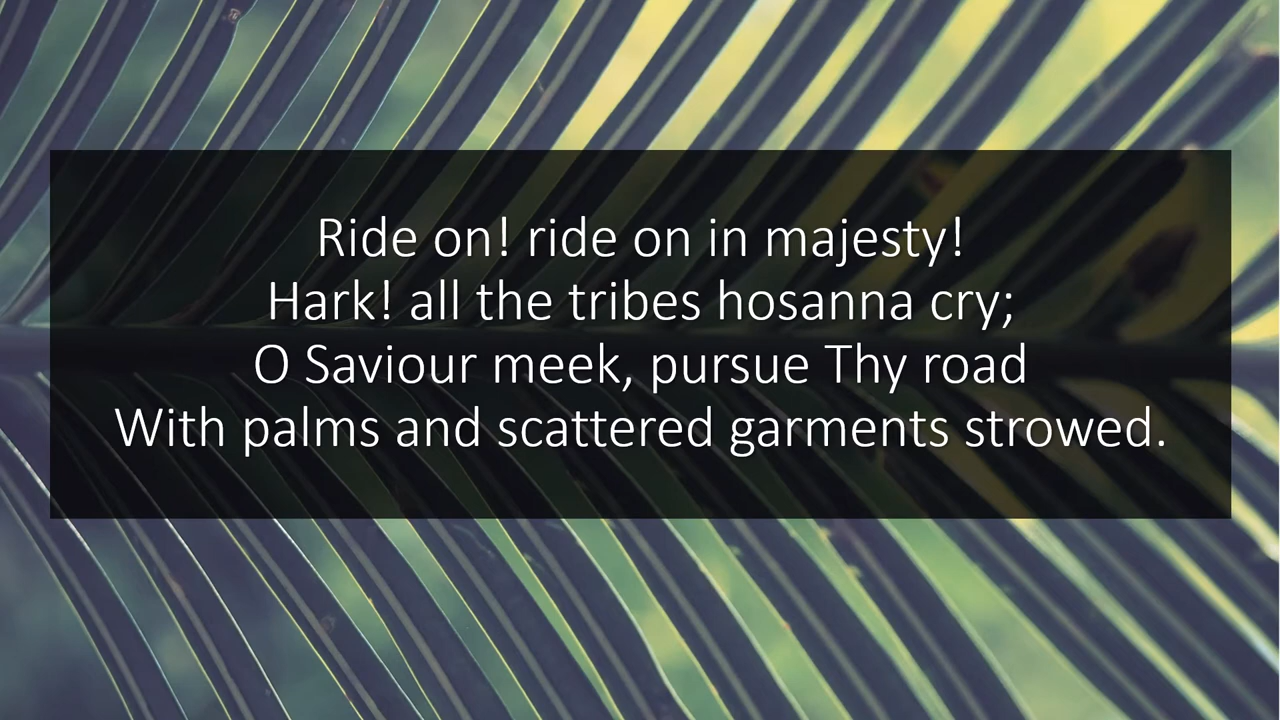 Ride on! ride on in majesty!
Hark! all the tribes hosanna cry;
O Saviour meek, pursue Thy road
With palms and scattered garments strowed.